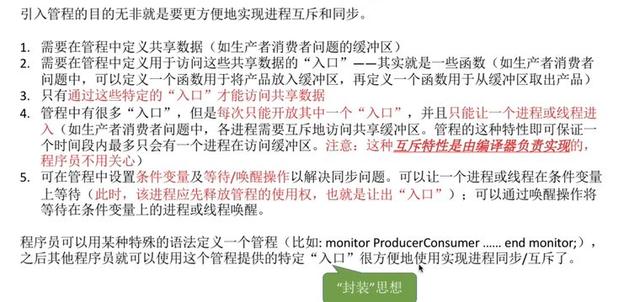 引入管程的目的无非就是要更方便地实现进程互斥和同步。
1. 需要在管程中定义共享数据（如生产者消费者问题的缓冲区）
2. 需要在管程中定义用于访问这些共享数据的“入口”——其实就是一些函数（如生产者消费者
问题中，可以定义一个函数用于将产品放入缓冲区，再定义一个函数用于从缓冲区取出产品）
3. 只有通过这些特定的“入口”才能访问共享数据
4. 管程中有很多“入口”，但是每次只能开放其中一个“入口”，并且只能让一个进程或线程进
入（如生产者消费者问题中，各进程需要互斥地访问共享缓冲区。管程的这种特性即可保证一
个时间段内最多只会有一个进程在访问缓冲区。注意：这种互斥特性是由编译器负责实现的，
程序员不用关心）
5. 可在管程中设置条件变量及等待/唤醒操作以解决同步问题。可以让一个进程或线程在条件变量
上等待（此时，该进程应先释放管程的使用权，也就是让出“入口”）；可以通过唤醒操作将
等待在条件变量上的进程或线程唤醒。
程序员可以用某种特殊的语法定义一个管程（比如: monitor ProducerConsumer ...... end monitor;），
之后其他程序员就可以使用这个管程提供的特定“入口”很方便地使用实现进程同步/互斥了。
“封装”思想